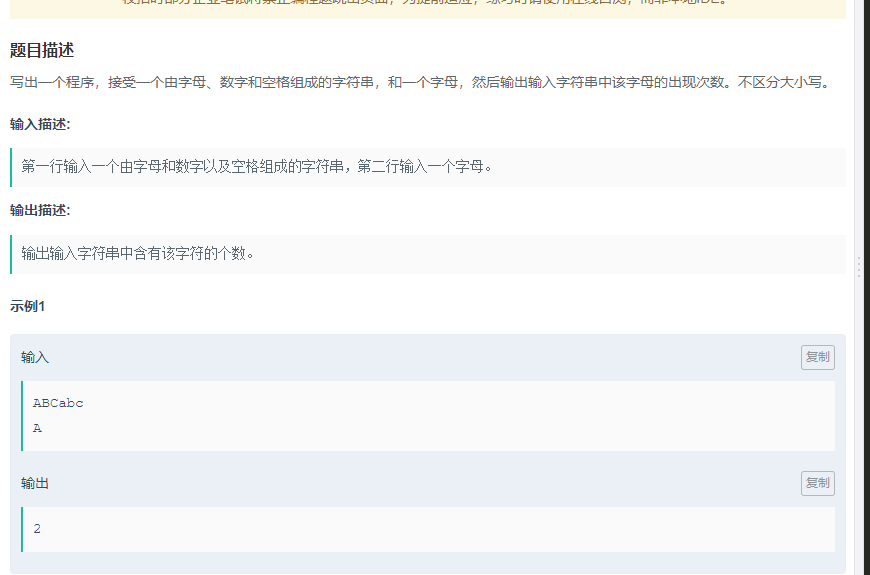 题目描述
写出一个程序，接受一个由字母、数字和空格组成的字符串，和一个字母，然后输出输入字符串中该字母的出现次数。不区分大小写。
输入描述:
第一行输入一个由字母和数字以及空格组成的字符串，第二行输入一个字母。
输出描述:
输出输入字符串中含有该字符的个数。
示例1
输入
复制
ABCabc
A
输出
复制
2